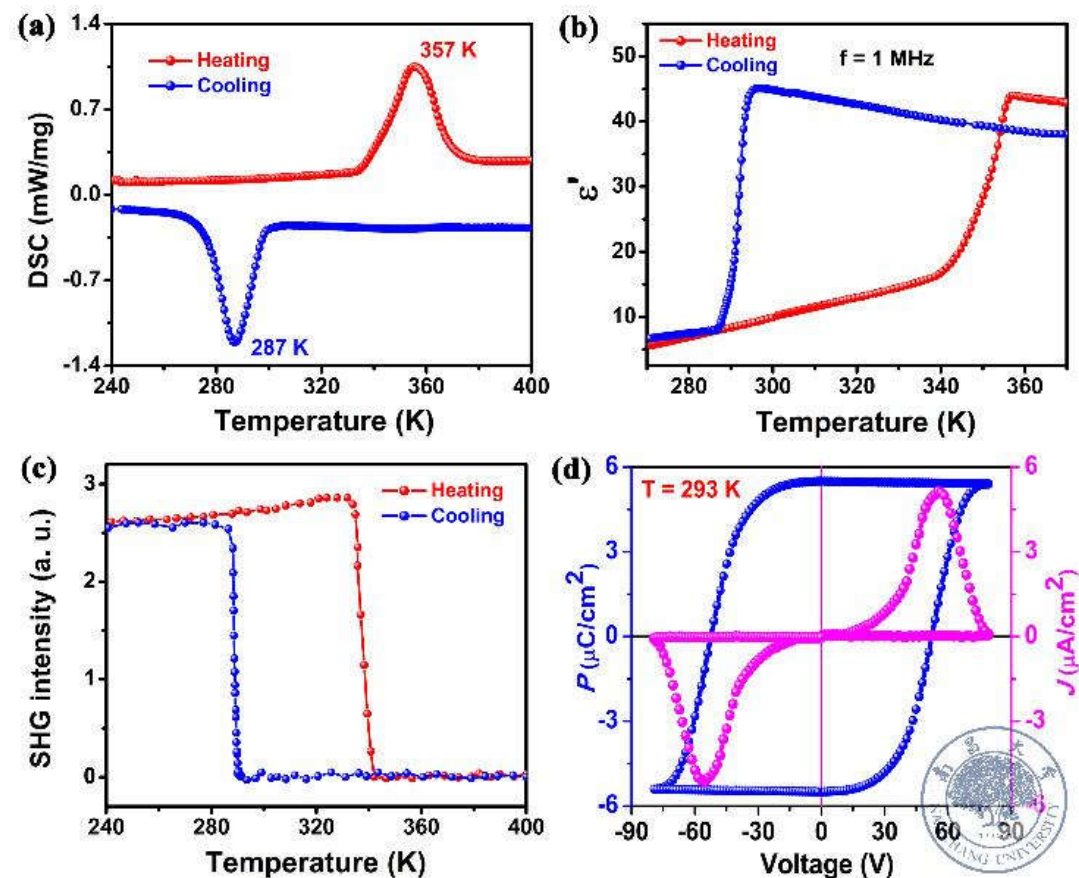 (a)
1.4
0.7
0.0
-0.7
-1.4
DSC (mW/mg)
Heating
Cooling
357 K
287 K
240 280 320 360 400
Temperature (K)
(b)
50
40
30
20
10
ε'
Heating
Cooling
f = 1 MHz
280 300 320 340 360
Temperature (K)
(c)
3
2
1
0
SHG intensity (a. u.)
Heating
Cooling
240 280 320 360 400
Temperature (K)
(d)
6
3
0
-3
-6
P (μC/cm²)
T = 293 K
6
3
0
-3
-6
J (μA/cm²)
-90 -60 -30 0 30 60 90
Voltage (V)
NANCHANG UNIVERSITY